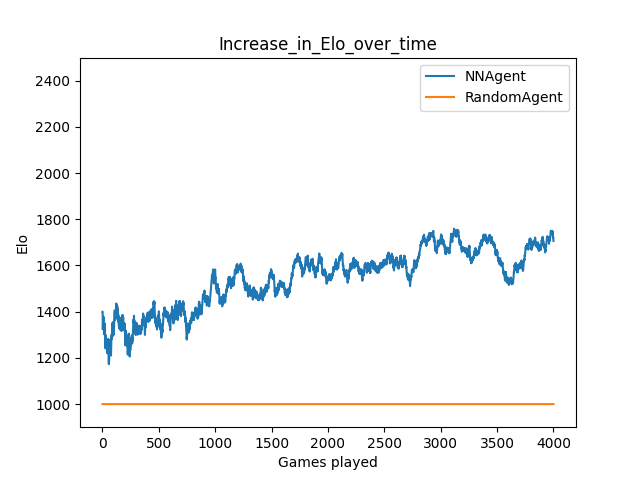 Increase_in_Elo_over_time
NNAgent
RandomAgent
2400
2200
2000
1800
1600
1400
1200
1000
Elo
0 500 1000 1500 2000 2500 3000 3500 4000
Games played